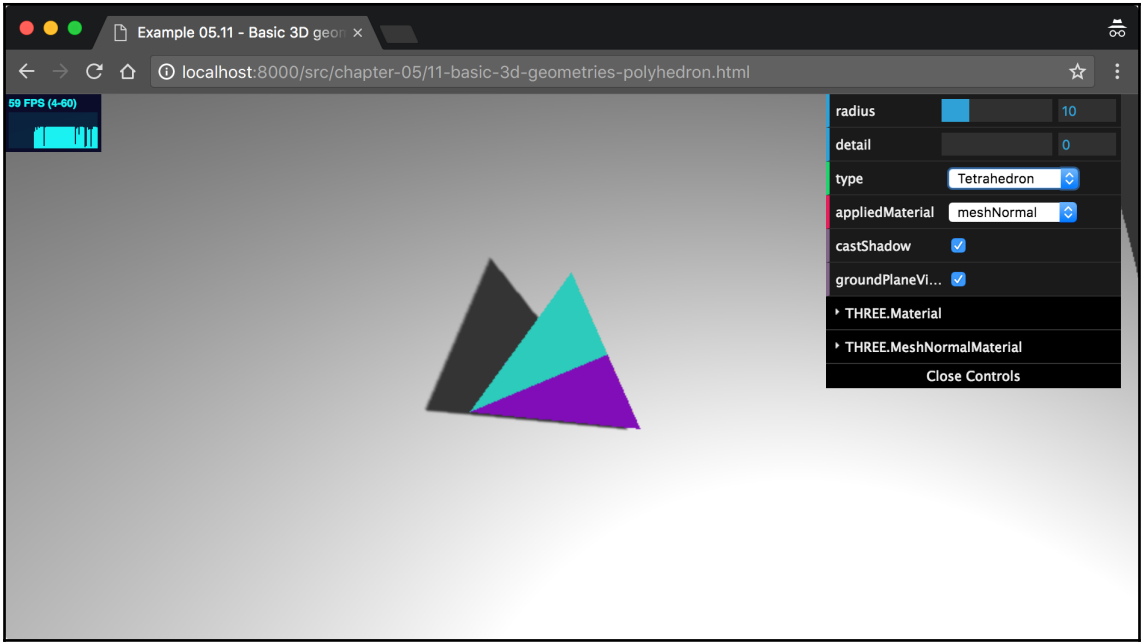 Example 05.11 - Basic 3D geon
localhost:8000/src/chapter-05/11-basic-3d-geometries-polyhedron.html
59 FPS (4-60)
radius 10
detail 0
type Tetrahedron
appliedMaterial meshNormal
castShadow
groundPlaneVi...
THREE.Material
THREE.MeshNormalMaterial
Close Controls